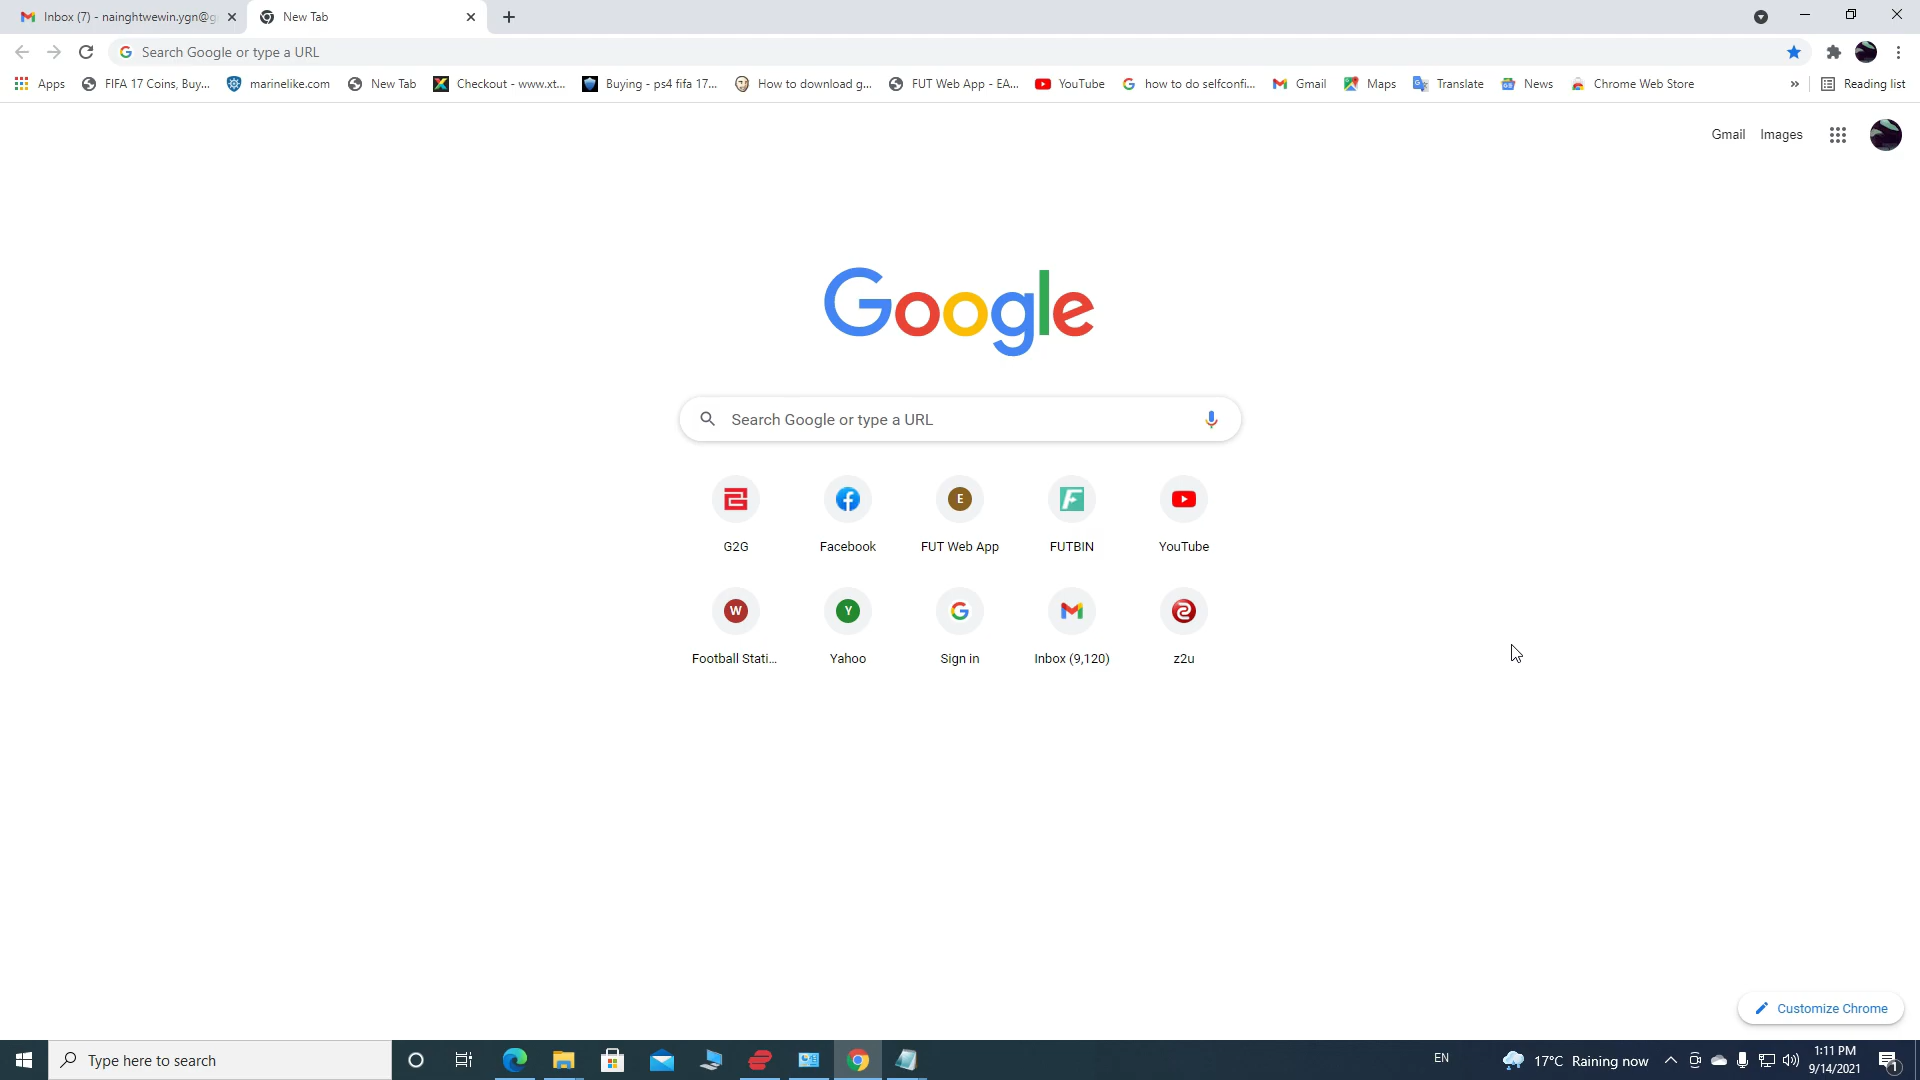 Inbox (7) - nainghtwewin.ygn@g
New Tab
Search Google or type a URL
Apps
FIFA 17 Coins, Buy...
marinelike.com
New Tab
Checkout - www.xt...
Buying - ps4 fifa 17...
How to download g...
FUT Web App - EA...
YouTube
how to do selfconfi...
Gmail
Maps
Translate
News
Chrome Web Store
»
Reading list
Gmail
Images
Google
Search Google or type a URL
G2G
Facebook
E
FUT Web App
FUTBIN
YouTube
W
Football Stati...
Y
Yahoo
Sign in
Inbox (9,120)
z2u
Customize Chrome
Type here to search
EN
17°C Raining now
1:11 PM
9/14/2021
1